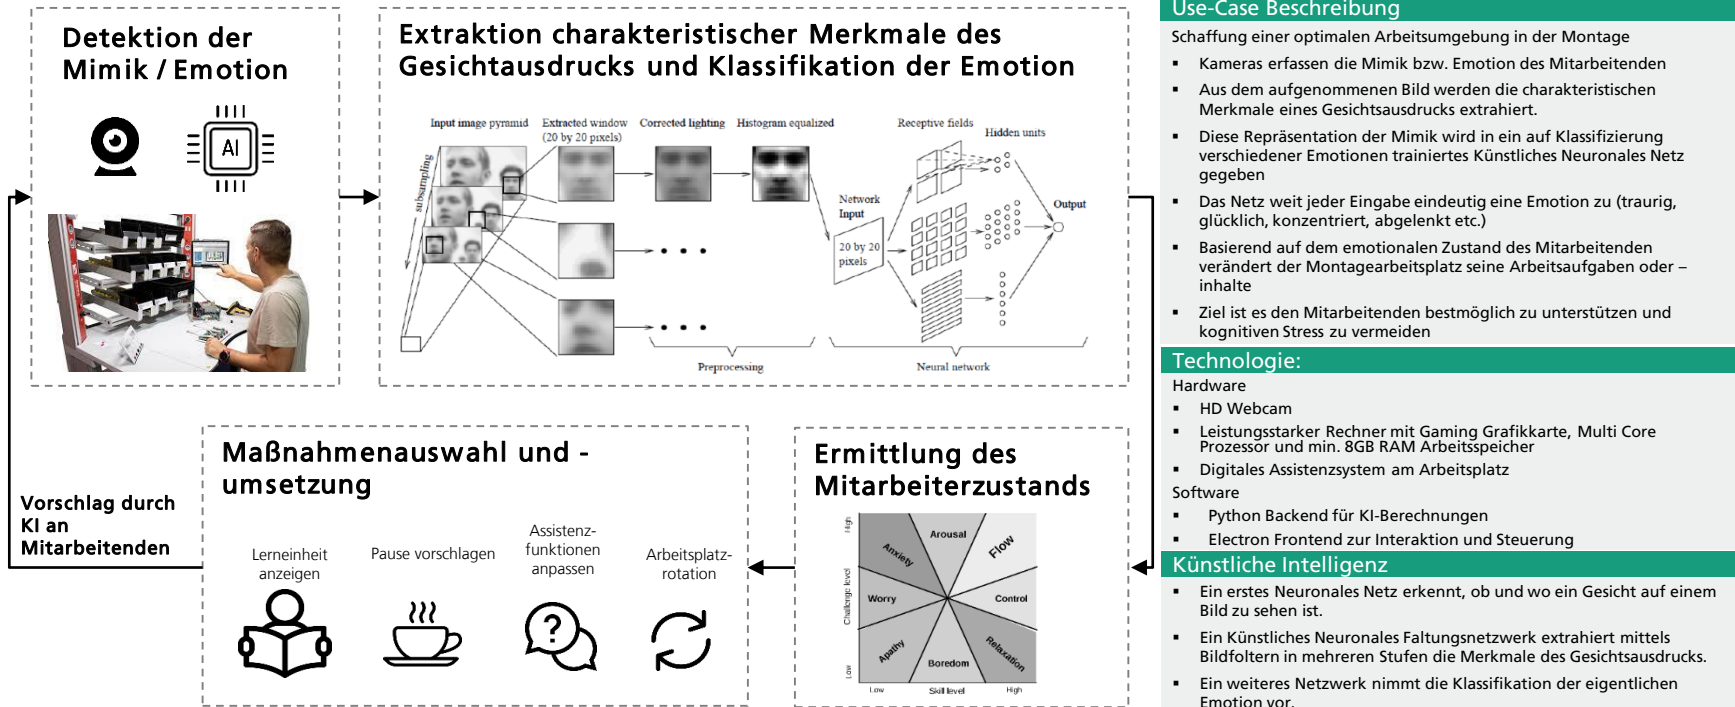 Detektion der
Mimik / Emotion
AI
Extraktion charakteristischer Merkmale des
Gesichtausdrucks und Klassifikation der Emotion
Input image pyramid
Extracted window
(20 by 20 pixels)
Corrected lighting
Histogram equalized
Receptive fields
Hidden units
subsampling
Network
Input
20 by 20
pixels
Output
Preprocessing
Neural network
Vorschlag durch
KI an
Mitarbeitenden
Maßnahmenauswahl und -
umsetzung
Lerneinheit
anzeigen
Pause vorschlagen
Assistenz-
funktionen
anpassen
Arbeitsplatz-
rotation
?
Ermittlung des
Mitarbeiterzustands
High
Challenge level
Low
Anxiety
Arousal
Flow
Worry
Control
Apathy
Boredom
Relaxation
Low
Skill level
High
Use-Case Beschreibung
Schaffung einer optimalen Arbeitsumgebung in der Montage
▪ Kameras erfassen die Mimik bzw. Emotion des Mitarbeitenden
▪ Aus dem aufgenommenen Bild werden die charakteristischen
Merkmale eines Gesichtsausdrucks extrahiert.
▪ Diese Repräsentation der Mimik wird in ein auf Klassifizierung
verschiedener Emotionen trainiertes Künstliches Neuronales Netz
gegeben
▪ Das Netz weit jeder Eingabe eindeutig eine Emotion zu (traurig,
glücklich, konzentriert, abgelenkt etc.)
▪ Basierend auf dem emotionalen Zustand des Mitarbeitenden
verändert der Montagearbeitsplatz seine Arbeitsaufgaben oder –
inhalte
▪ Ziel ist es den Mitarbeitenden bestmöglich zu unterstützen und
kognitiven Stress zu vermeiden
Technologie:
Hardware
▪ HD Webcam
▪ Leistungsstarker Rechner mit Gaming Grafikkarte, Multi Core
Prozessor und min. 8GB RAM Arbeitsspeicher
▪ Digitales Assistenzsystem am Arbeitsplatz
Software
▪ Python Backend für KI-Berechnungen
▪ Electron Frontend zur Interaktion und Steuerung
Künstliche Intelligenz
▪ Ein erstes Neuronales Netz erkennt, ob und wo ein Gesicht auf einem
Bild zu sehen ist.
▪ Ein Künstliches Neuronales Faltungsnetzwerk extrahiert mittels
Bildfoltern in mehreren Stufen die Merkmale des Gesichtsausdrucks.
▪ Ein weiteres Netzwerk nimmt die Klassifikation der eigentlichen
Emotion vor.